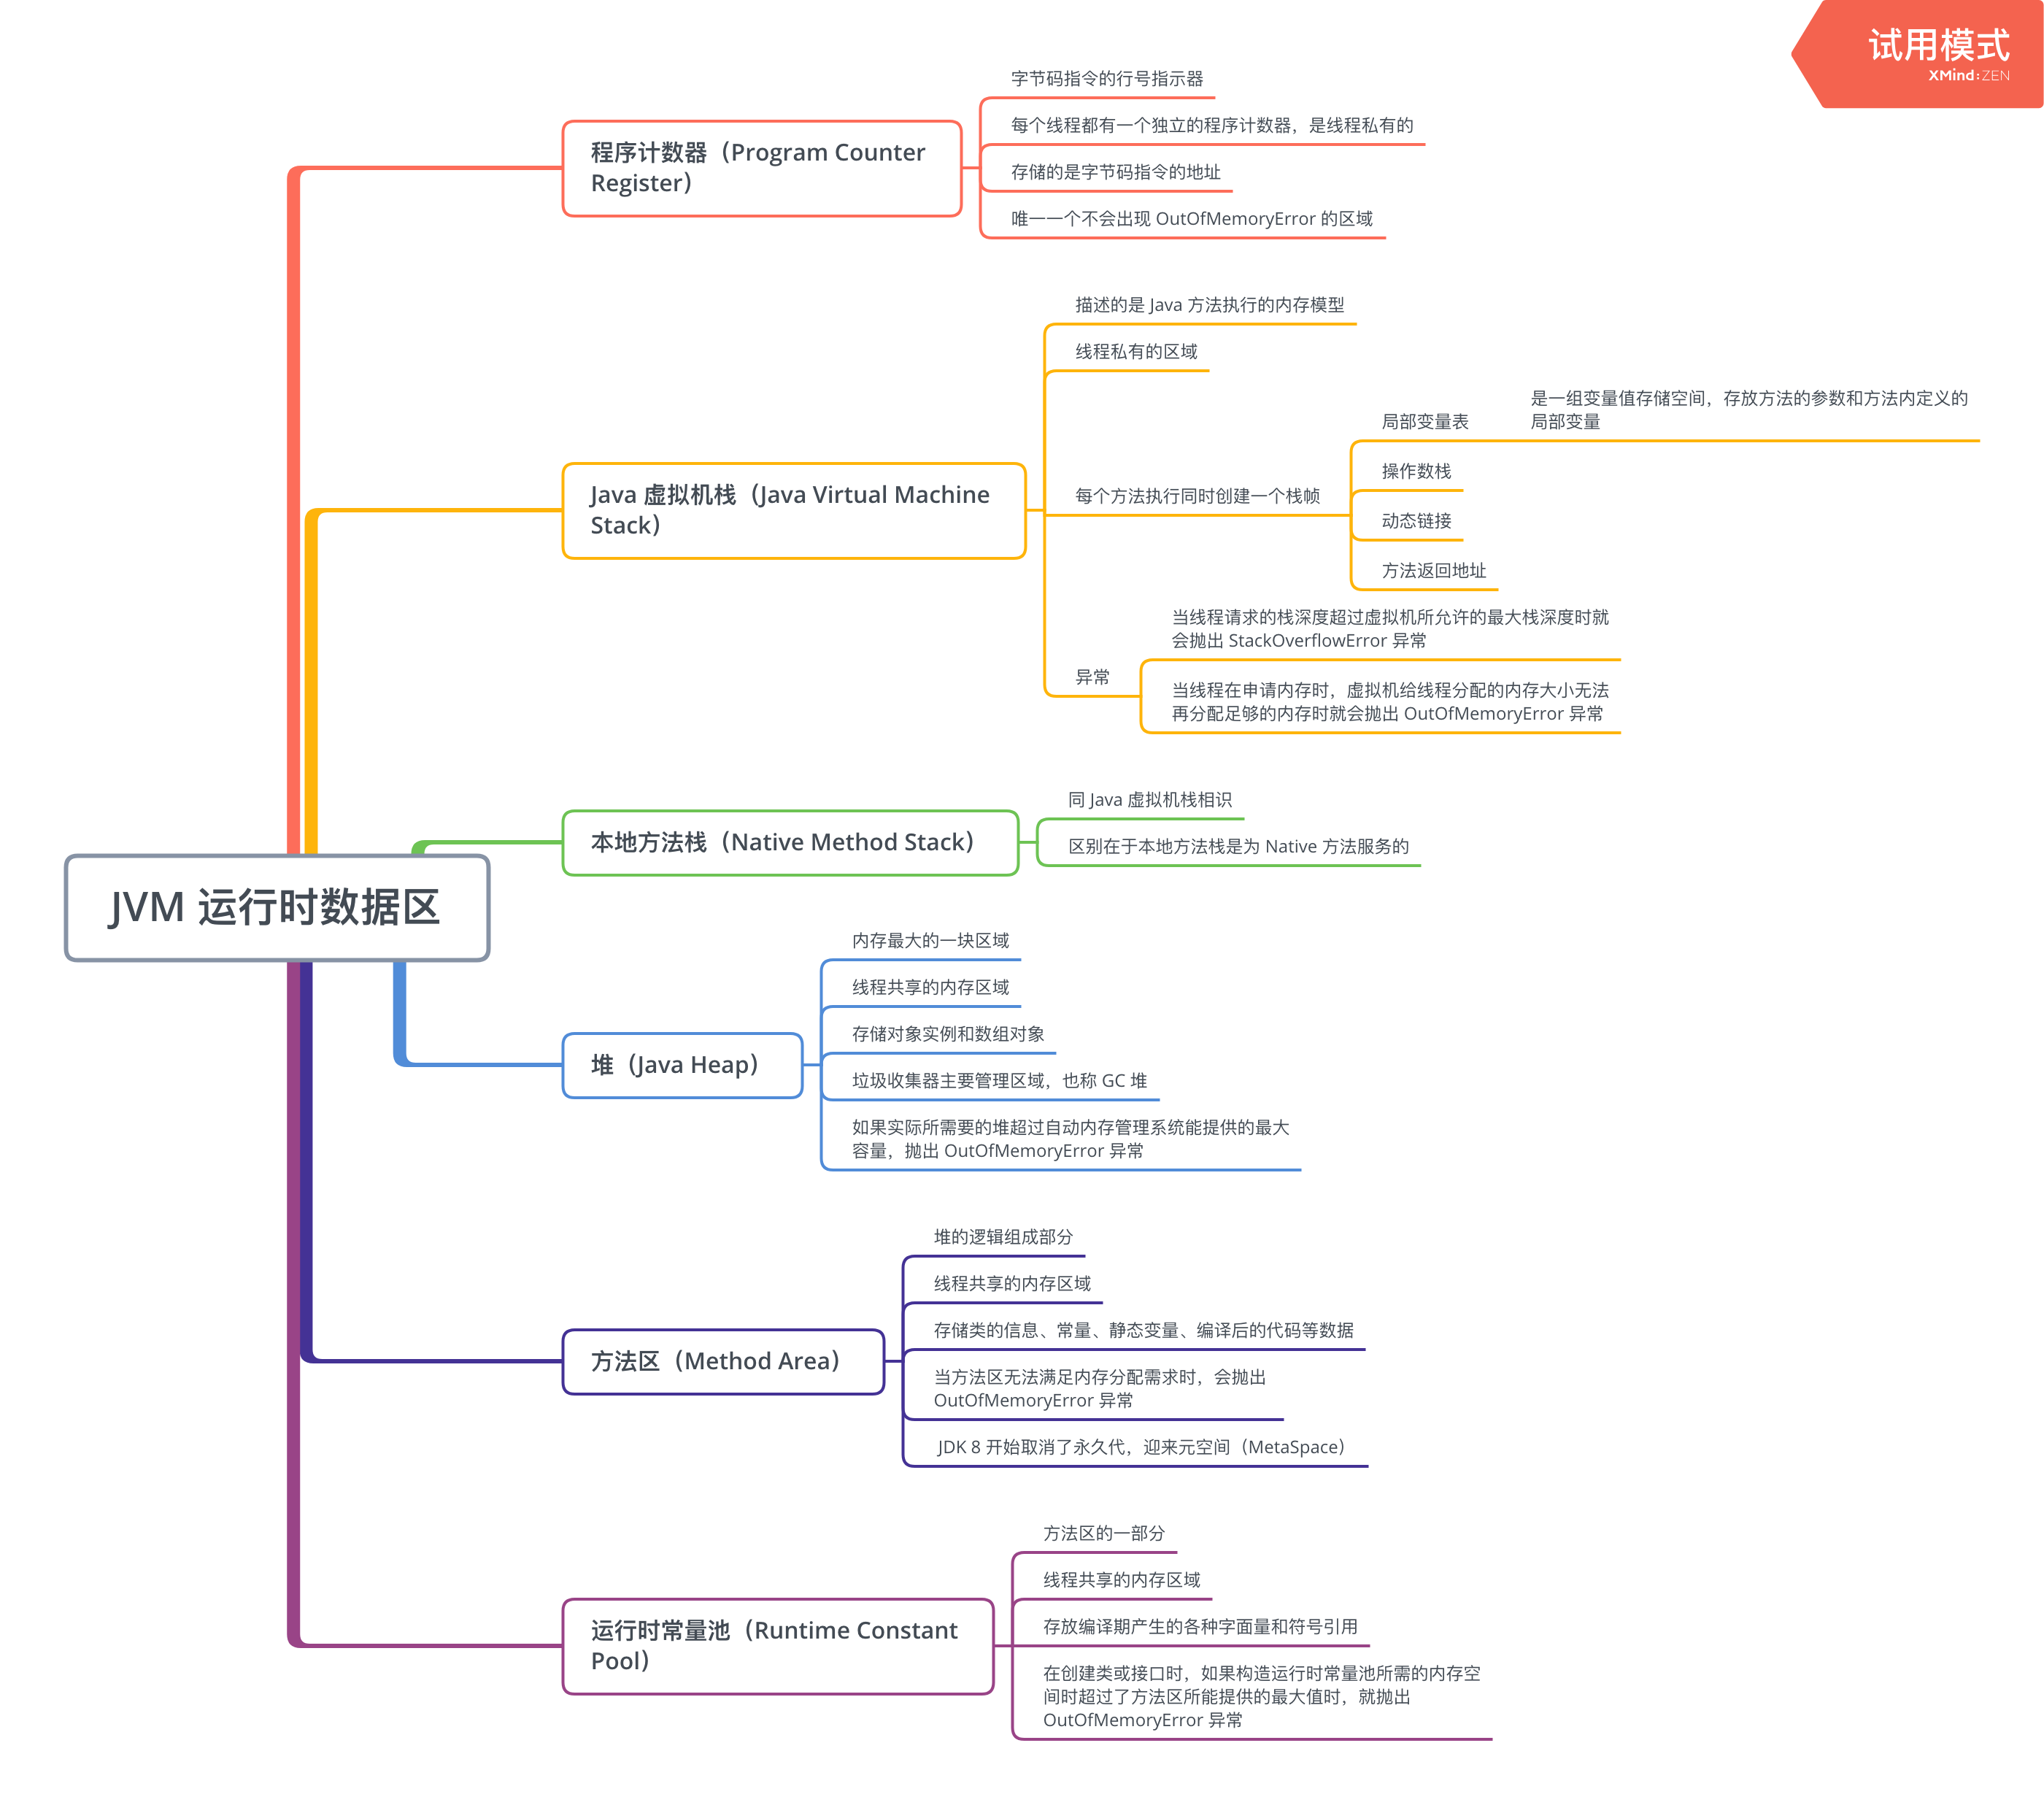 试用模式
XMind:ZEN
JVM 运行时数据区
程序计数器（Program Counter
Register）
字节码指令的行号指示器
每个线程都有一个独立的程序计数器，是线程私有的
存储的是字节码指令的地址
唯一一个不会出现 OutOfMemoryError 的区域
Java 虚拟机栈（Java Virtual Machine
Stack）
描述的是 Java 方法执行的内存模型
线程私有的区域
每个方法执行同时创建一个栈帧
局部变量表
是一组变量值存储空间，存放方法的参数和方法内定义的
局部变量
操作数栈
动态链接
方法返回地址
异常
当线程请求的栈深度超过虚拟机所允许的最大栈深度时就
会抛出 StackOverflowError 异常
当线程在申请内存时，虚拟机给线程分配的内存大小无法
再分配足够的内存时就会抛出 OutOfMemoryError 异常
本地方法栈（Native Method Stack）
同 Java 虚拟机栈相识
区别在于本地方法栈是为 Native 方法服务的
堆（Java Heap）
内存最大的一块区域
线程共享的内存区域
存储对象实例和数组对象
垃圾收集器主要管理区域，也称 GC 堆
如果实际所需要的堆超过自动内存管理系统能提供的最大
容量，抛出 OutOfMemoryError 异常
方法区（Method Area）
堆的逻辑组成部分
线程共享的内存区域
存储类的信息、常量、静态变量、编译后的代码等数据
当方法区无法满足内存分配需求时，会抛出
OutOfMemoryError 异常
JDK 8 开始取消了永久代，迎来元空间（MetaSpace）
运行时常量池（Runtime Constant
Pool）
方法区的一部分
线程共享的内存区域
存放编译期产生的各种字面量和符号引用
在创建类或接口时，如果构造运行时常量池所需的内存空
间时超过了方法区所能提供的最大值时，就抛出
OutOfMemoryError 异常